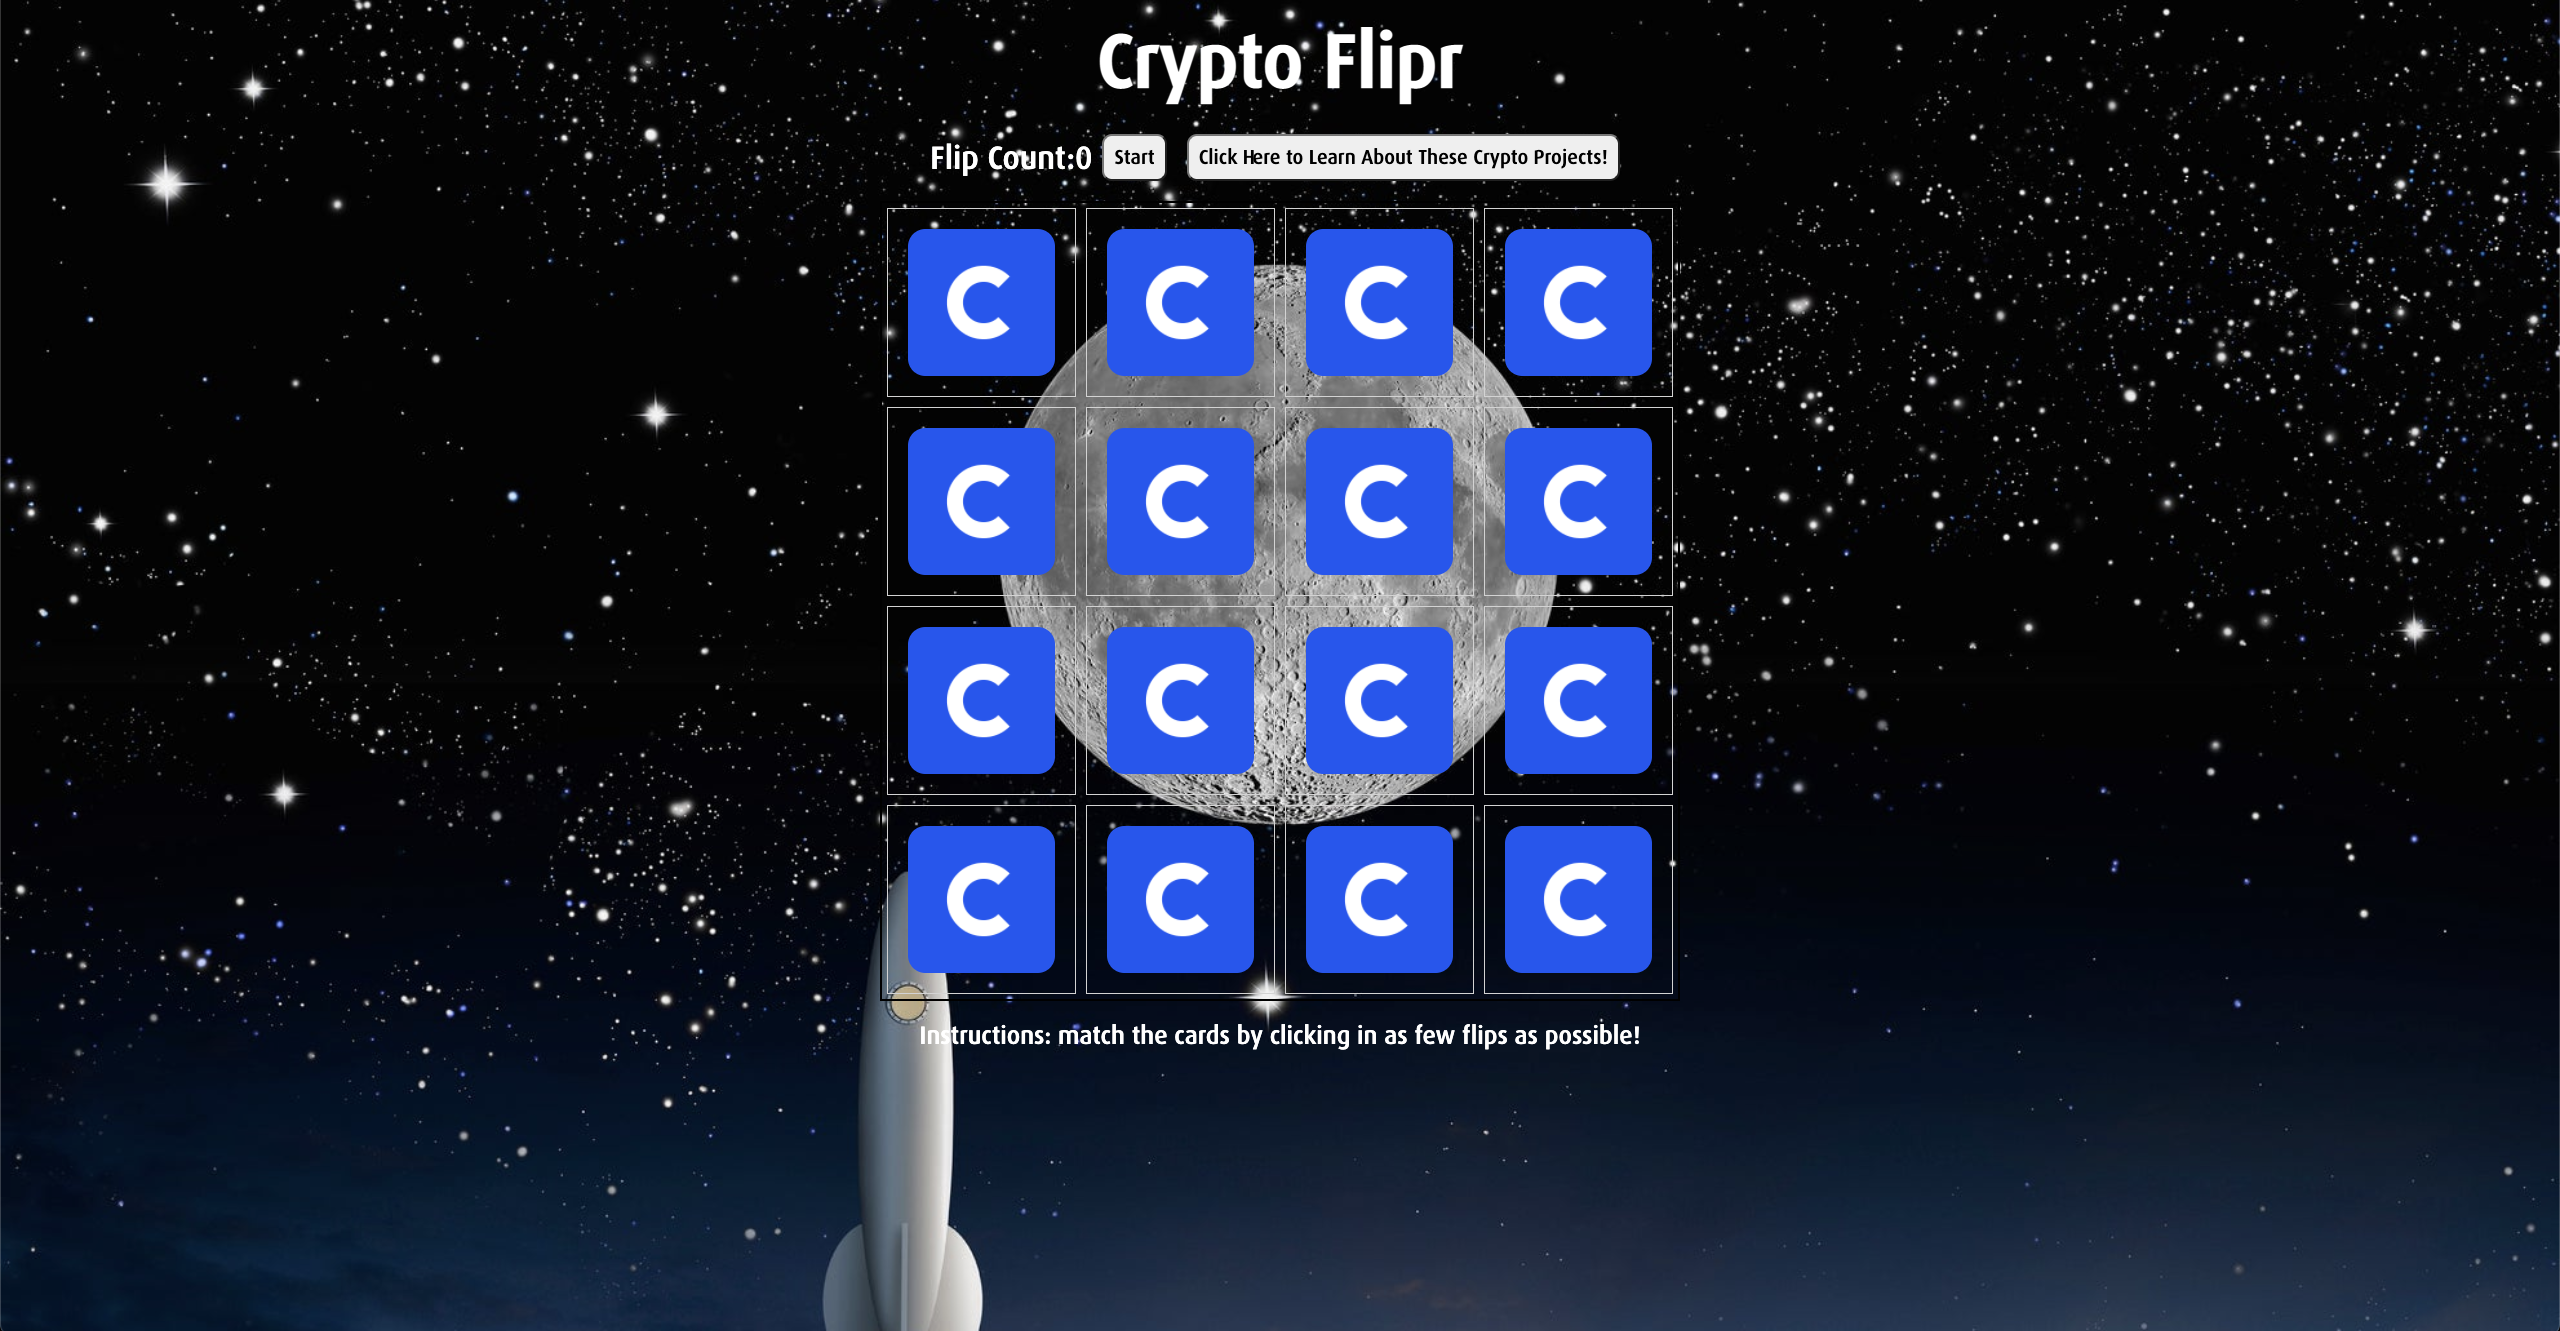 Crypto Flipr
Flip Count:0 Start Click Here to Learn About These Crypto Projects!
C C C C
C C C C
C C C C
C C C C
Instructions: match the cards by clicking in as few flips as possible!